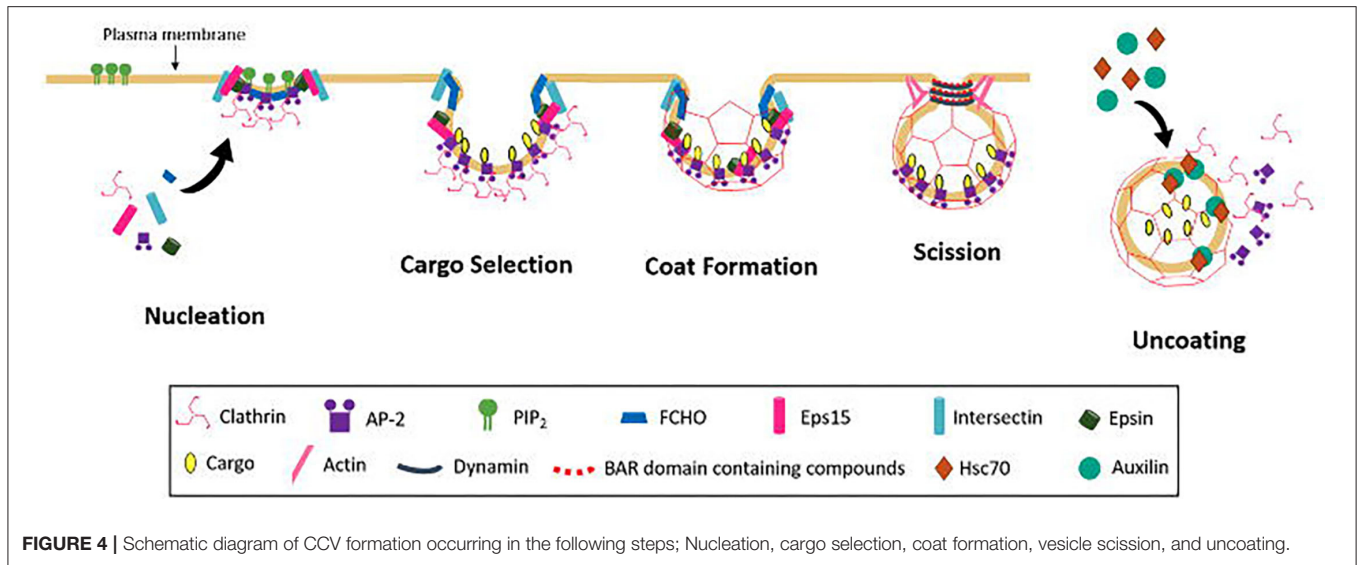 Plasma membrane
Nucleation
Cargo Selection
Coat Formation
Scission
Uncoating
Clathrin AP-2 PIP₂ FCHO Eps15 Intersectin Epsin
Cargo Actin Dynamin BAR domain containing compounds Hsc70 Auxilin
FIGURE 4 | Schematic diagram of CCV formation occurring in the following steps; Nucleation, cargo selection, coat formation, vesicle scission, and uncoating.